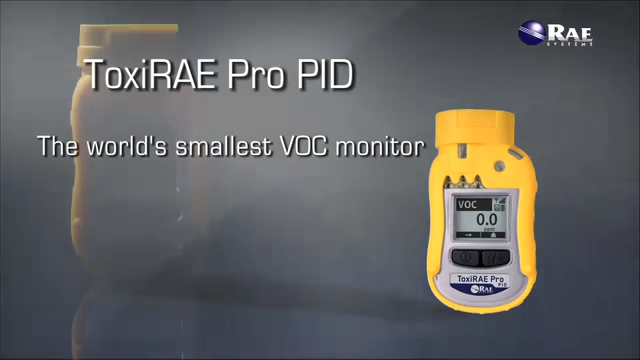 RAE
SYSTEMS
ToxiRAE Pro PID
The world's smallest VOC monitor
VOC
0.0
ppm
ToxiRAE Pro
PID
RAE